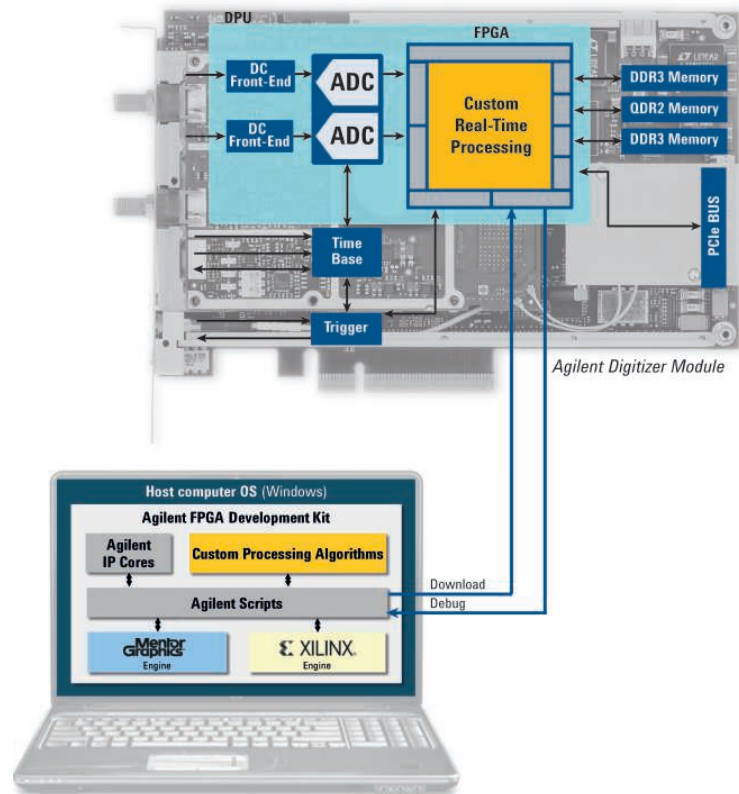 DPU
FPGA
DC
Front-End
ADC
DC
Front-End
ADC
Custom
Real-Time
Processing
DDR3 Memory
QDR2 Memory
DDR3 Memory
PCIe BUS
Time
Base
Trigger
Agilent Digitizer Module
Host computer OS (Windows)
Agilent FPGA Development Kit
Agilent
IP Cores
Custom Processing Algorithms
Agilent Scripts
Download
Debug
Mentor
Graphics
Engine
XILINX
Engine